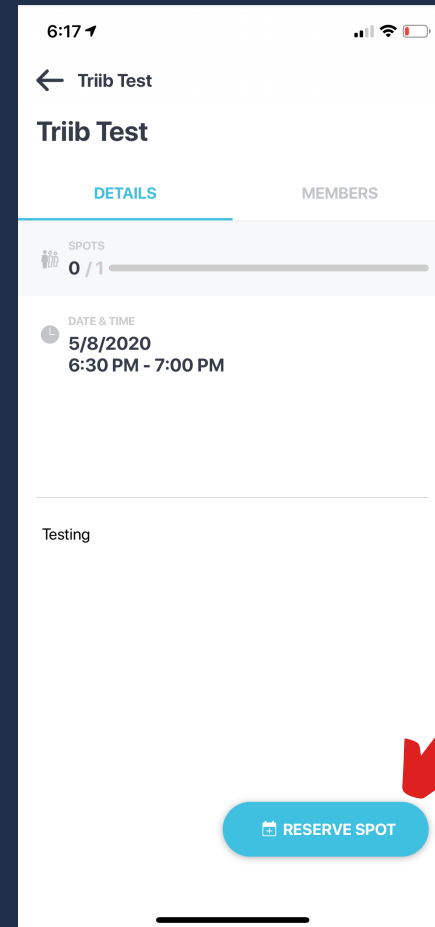 6:17
Triib Test
Triib Test
DETAILS MEMBERS
SPOTS
0 / 1
DATE & TIME
5/8/2020
6:30 PM - 7:00 PM
Testing
RESERVE SPOT